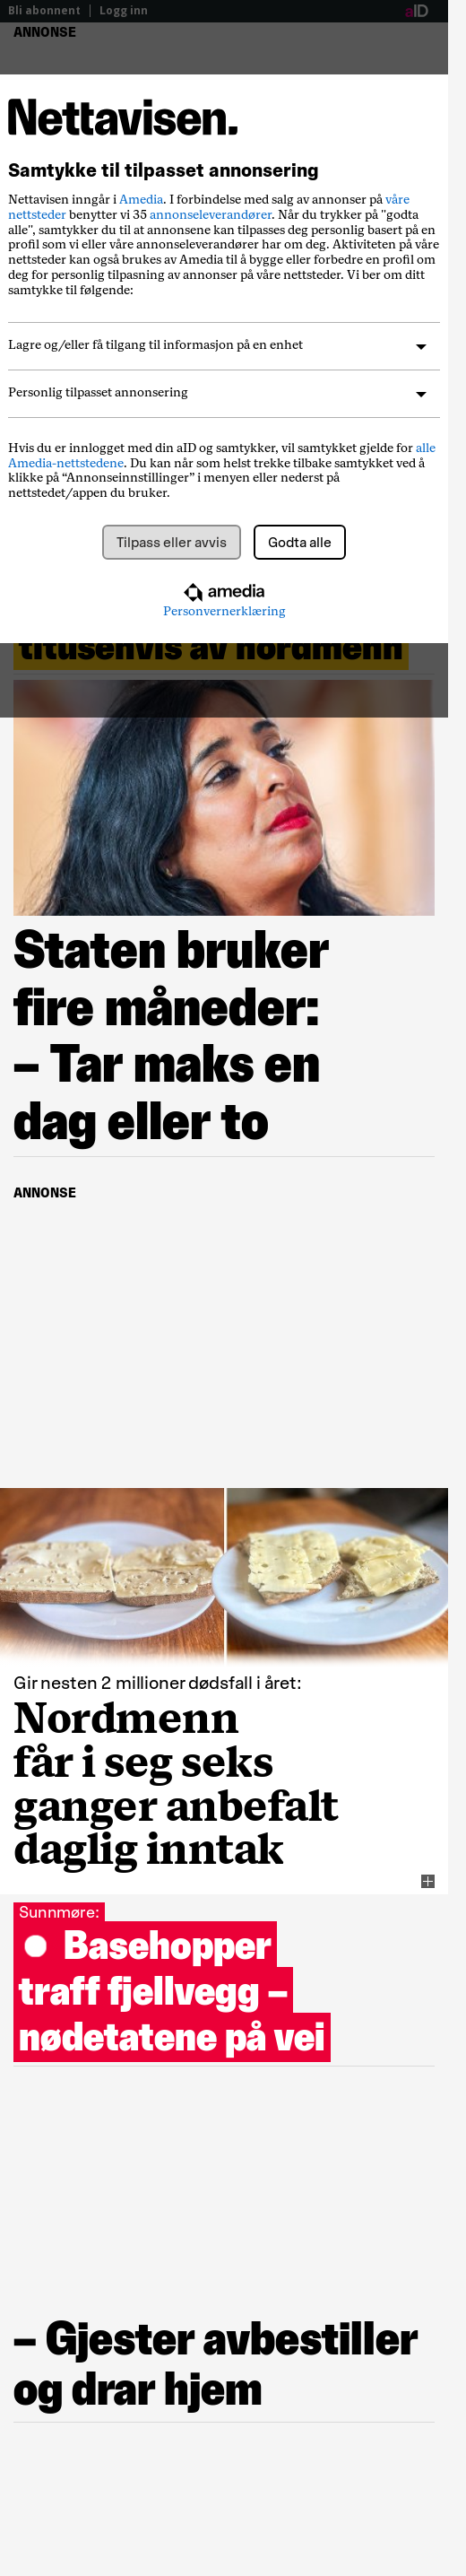 Bli abonnent | Logg inn
aID
ANNONSE
Nettavisen.
Samtykke til tilpasset annonsering
Nettavisen inngår i Amedia. I forbindelse med salg av annonser på våre
nettsteder benytter vi 35 annonseleverandører. Når du trykker på "godta
alle", samtykker du til at annonsene kan tilpasses deg personlig basert på en
profil som vi eller våre annonseleverandører har om deg. Aktiviteten på våre
nettsteder kan også brukes av Amedia til å bygge eller forbedre en profil om
deg for personlig tilpasning av annonser på våre nettsteder. Vi ber om ditt
samtykke til følgende:
Lagre og/eller få tilgang til informasjon på en enhet
Personlig tilpasset annonsering
Hvis du er innlogget med din aID og samtykker, vil samtykket gjelde for alle
Amedia-nettstedene. Du kan når som helst trekke tilbake samtykket ved å
klikke på “Annonseinnstillinger” i menyen eller nederst på
nettstedet/appen du bruker.
Tilpass eller avvis
Godta alle
amedia
Personvernerklæring
titusenvis av nordmenn
Staten bruker
fire måneder:
– Tar maks en
dag eller to
ANNONSE
Gir nesten 2 millioner dødsfall i året:
Nordmenn
får i seg seks
ganger anbefalt
daglig inntak
Sunnmøre:
Basehopper
traff fjellvegg –
nødetatene på vei
– Gjester avbestiller
og drar hjem